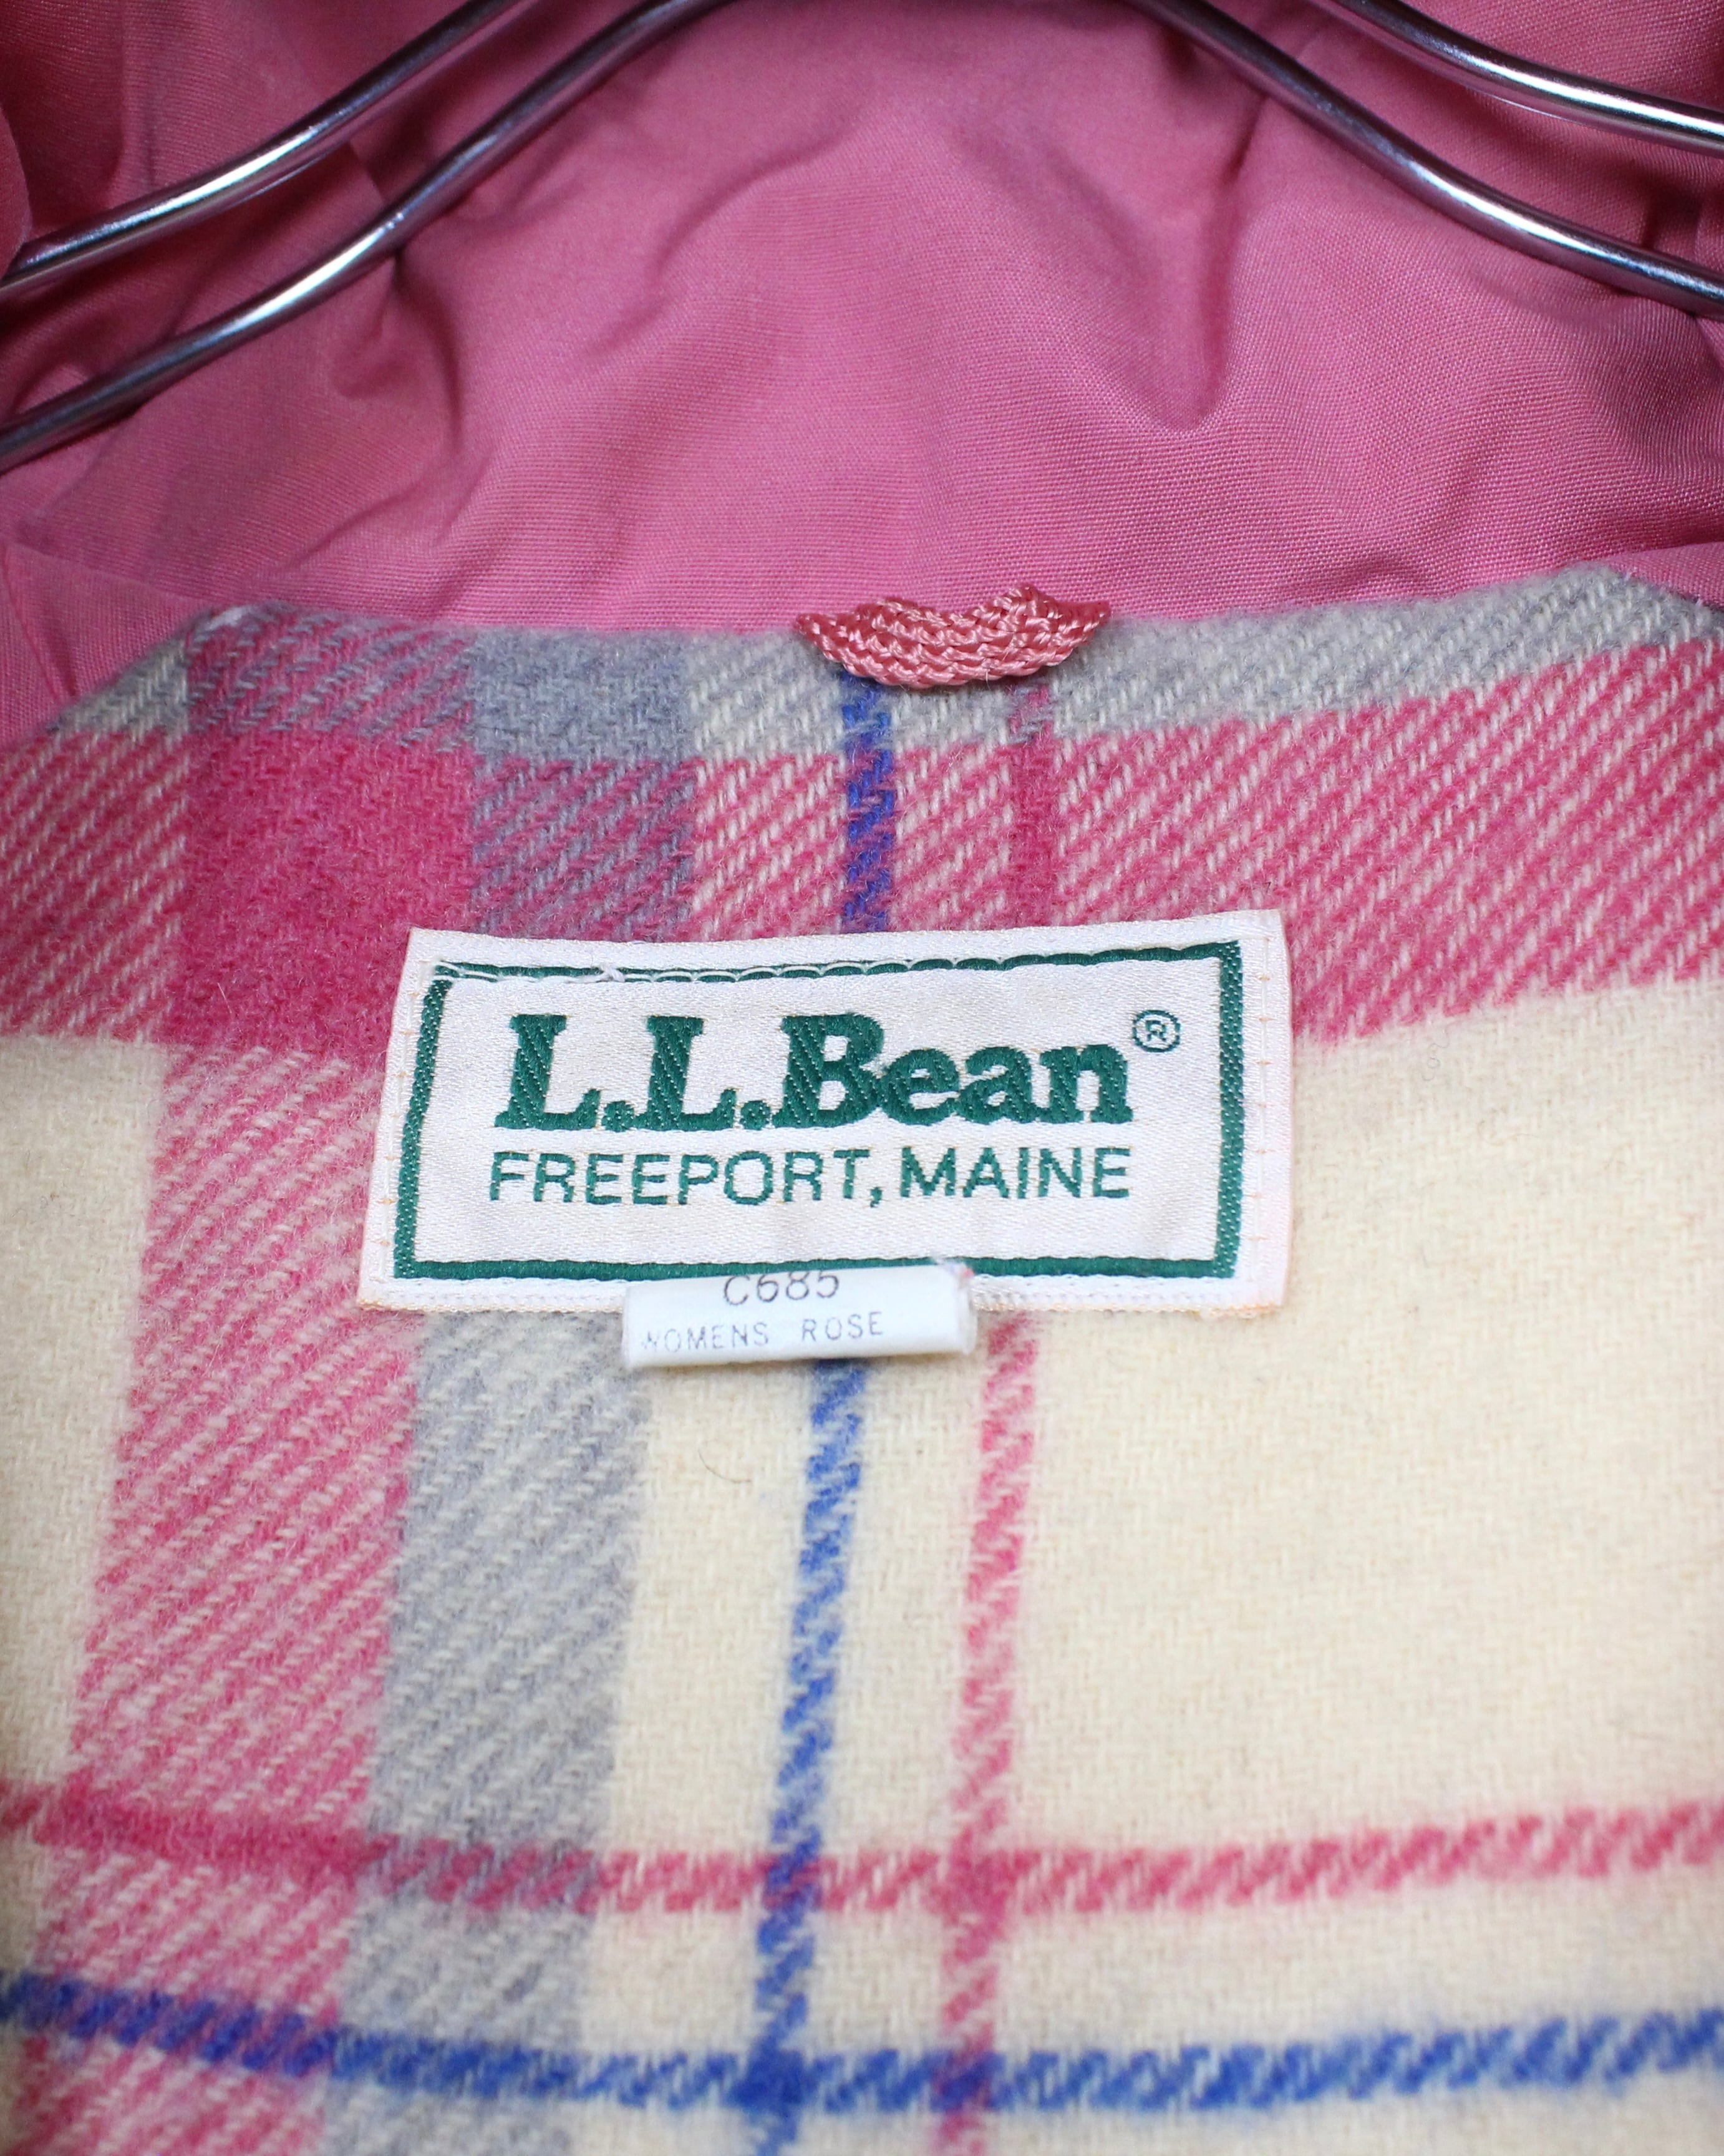 L.L.Bean®
FREEPORT, MAINE
C685
WOMENS ROSE